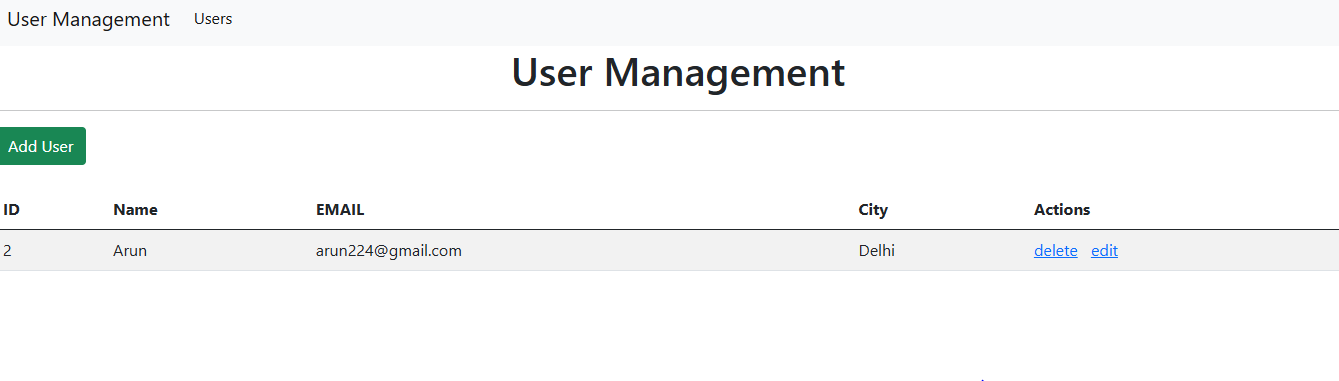 User Management Users
User Management
Add User
ID Name EMAIL City Actions
2 Arun arun224@gmail.com Delhi delete edit